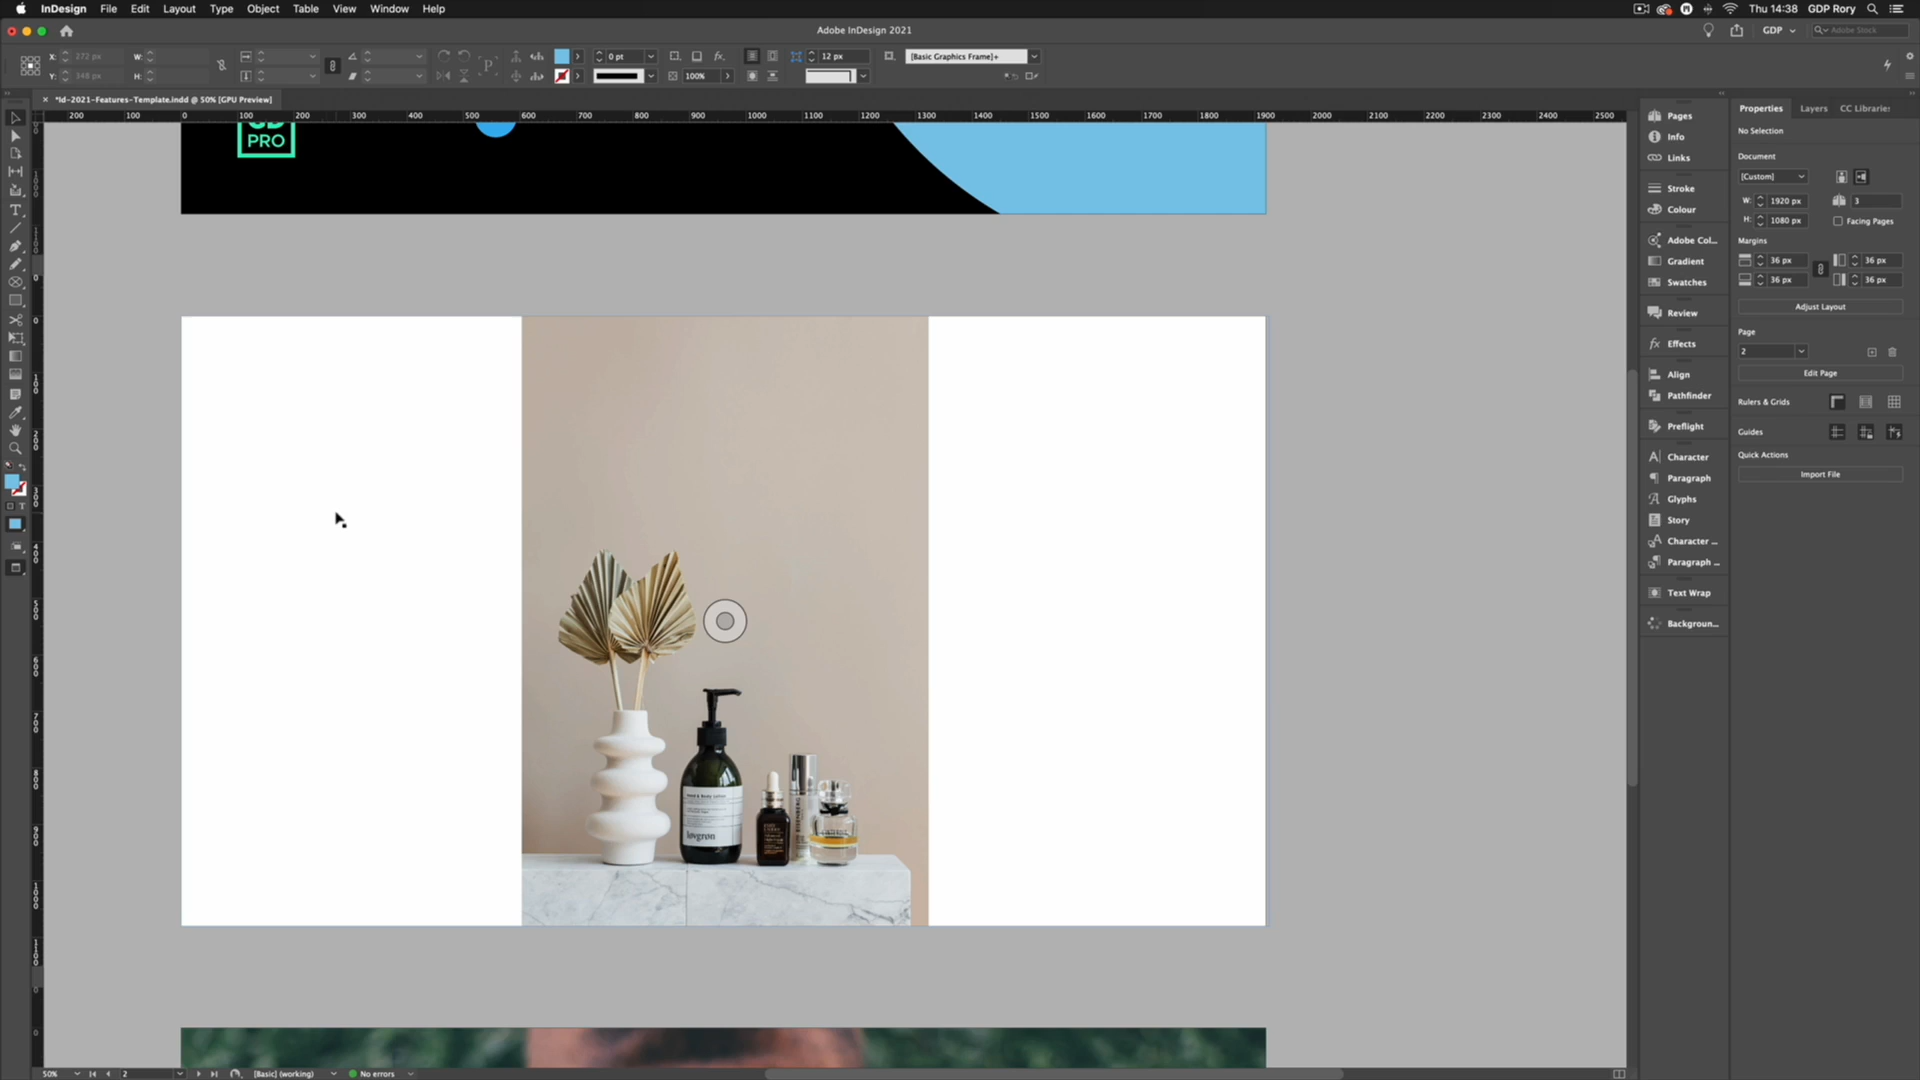 InDesign File Edit Layout Type Object Table View Window Help
Thu 14:38 GDP Rory
Adobe InDesign 2021
GDP
Adobe Stock
X: 272 px
W:
0 pt
12 px
[Basic Graphics Frame]+
Y: 348 px
H:
100%
*Id-2021-Features-Template.indd @ 50% [GPU Preview]
200 100 0 100 200 300 400 500 600 700 800 900 1000 1100 1200 1300 1400 1500 1600 1700 1800 1900 2000 2100 2200 2300 2400 2500
PRO
Pages
Info
Links
Stroke
Colour
Adobe Col...
Gradient
Swatches
Review
Effects
Align
Pathfinder
Preflight
Character
Paragraph
Glyphs
Story
Character ...
Paragraph ...
Text Wrap
Backgroun...
Properties Layers CC Libraries
No Selection
Document
[Custom]
W: 1920 px
3
H: 1080 px
Facing Pages
Margins
36 px 36 px
36 px 36 px
Adjust Layout
Page
2
Edit Page
Rulers & Grids
Guides
Quick Actions
Import File
Hand & Body Lotion
løvgrøn
50%
2
[Basic] (working)
No errors